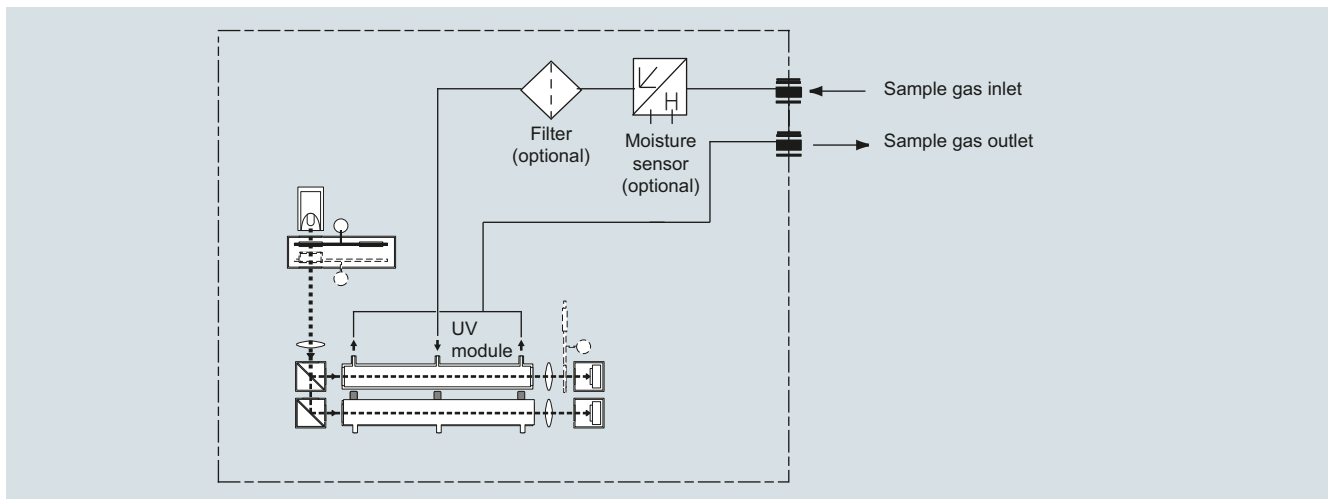 Sample gas inlet
Filter
(optional)
H
Moisture
sensor
(optional)
Sample gas outlet
UV
module